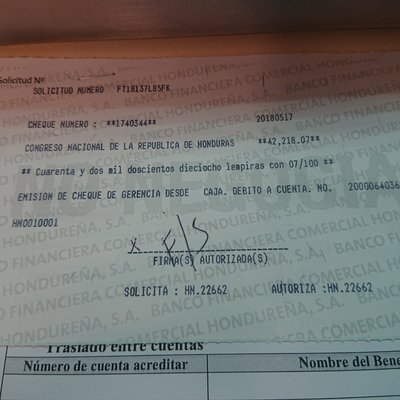 Solicitud Nº
SOLICITUD NUMERO FT18137L85FK
CHEQUE NUMERO : **174034** 20180517
CONGRESO NACIONAL DE LA REPUBLICA DE HONDURAS **42,218.07**
** Cuarenta y dos mil doscientos dieciocho lempiras con 07/100 **
EMISION DE CHEQUE DE GERENCIA DESDE CAJA. DEBITO A CUENTA. NO. 2000064036
HN0010001
X F/S
FIRMA(S) AUTORIZADA(S)
SOLICITA : HN.22662 AUTORIZA :HN.22662
BANCO FINANCIERA COMERCIAL HONDUREÑA, S.A.
Traslado entre cuentas
Número de cuenta acreditar Nombre del Bene